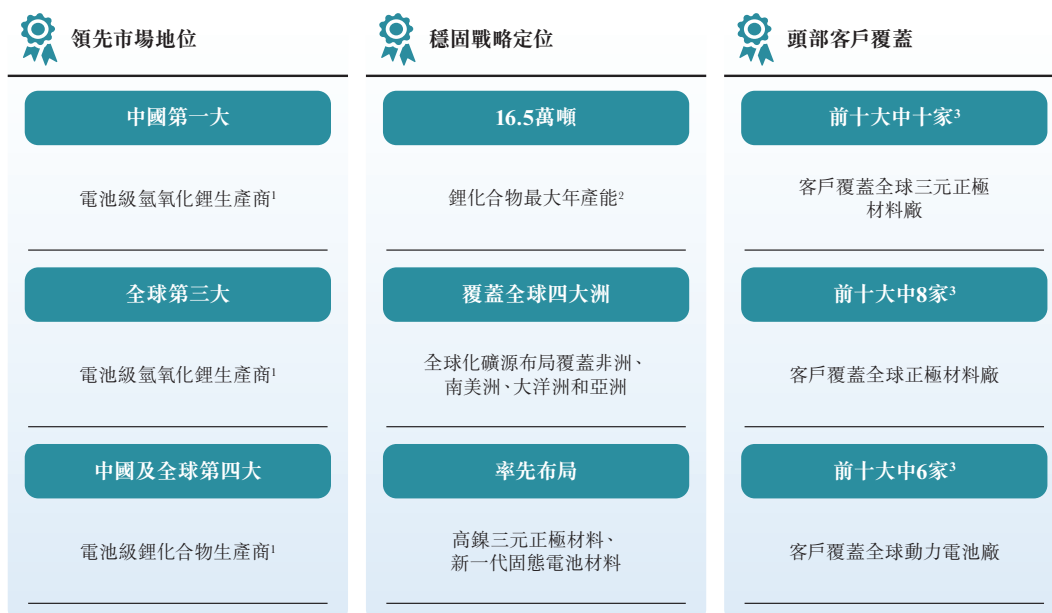 領先市場地位
中國第一大
電池級氫氧化鋰生產商¹
全球第三大
電池級氫氧化鋰生產商¹
中國及全球第四大
電池級鋰化合物生產商¹
穩固戰略定位
16.5萬噸
鋰化合物最大年產能²
覆蓋全球四大洲
全球化礦源布局覆蓋非洲、
南美洲、大洋洲和亞洲
率先布局
高鎳三元正極材料、
新一代固態電池材料
頭部客戶覆蓋
前十大中十家³
客戶覆蓋全球三元正極
材料廠
前十大中8家³
客戶覆蓋全球正極材料廠
前十大中6家³
客戶覆蓋全球動力電池廠